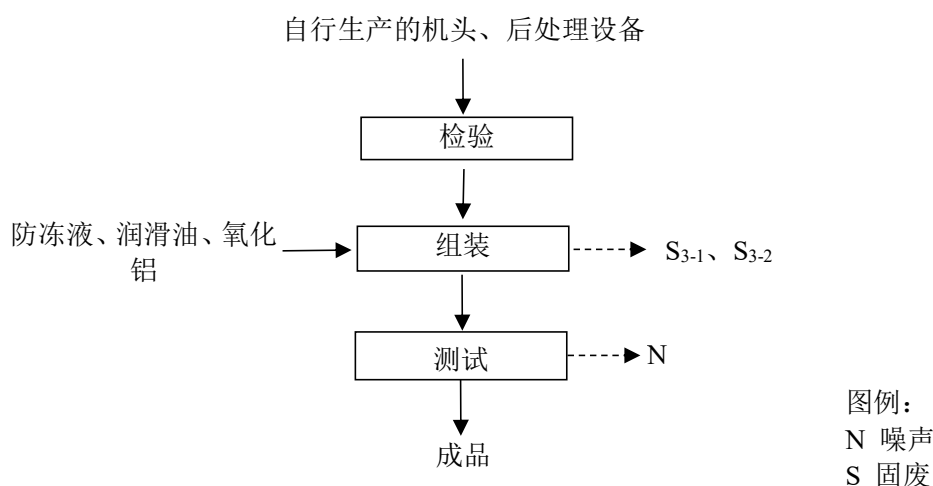 自行生产的机头、后处理设备
检验
防冻液、润滑油、氧化
铝
组装
S3-1、S3-2
测试
N
成品
图例：
N 噪声
S 固废